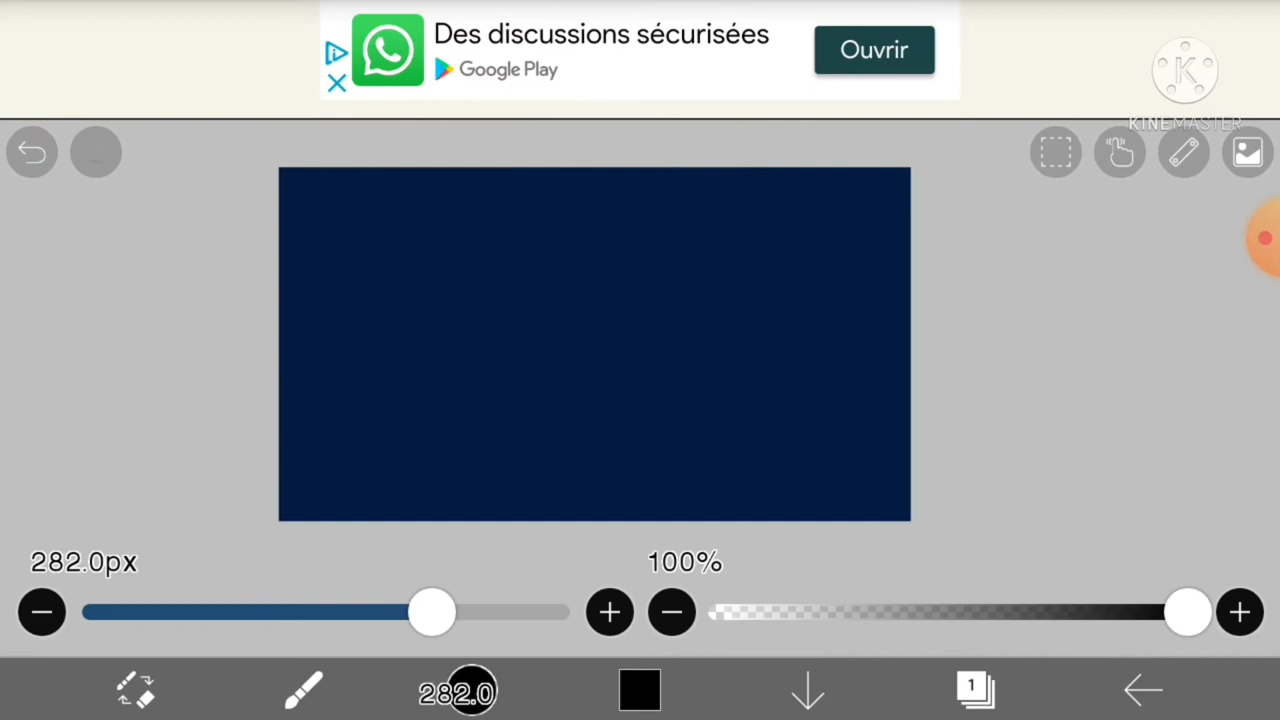 Des discussions sécurisées
Google Play
Ouvrir
K
KINEMASTER
282.0px
100%
282.0
1